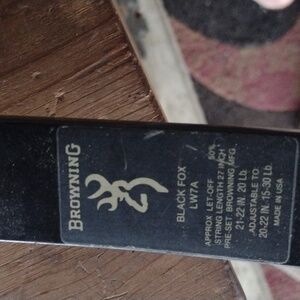 BROWNING
BLACK FOX
LW7A
APPROX LET-OFF 50%
STRING LENGTH 27 INCH
PRE-SET BROWNING MFG.
21-22 IN. 20 Lb.
ADJUSTABLE TO
20-22 IN. 15-30 Lb.
MADE IN USA